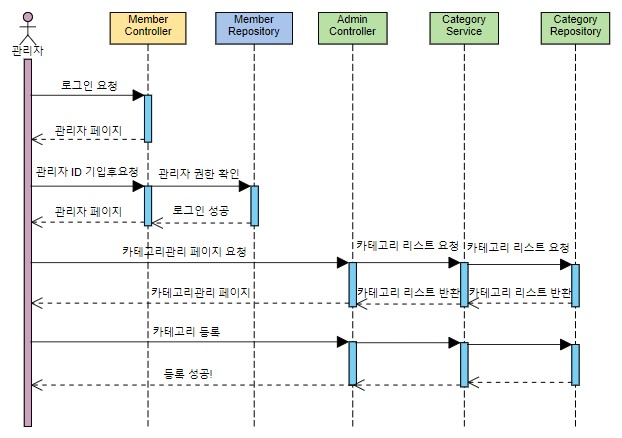 Member
Controller
Member
Repository
Admin
Controller
Category
Service
Category
Repository
관리자
로그인 요청
관리자 페이지
관리자 ID 기입후요청
관리자 권한 확인
관리자 페이지
로그인 성공
카테고리관리 페이지 요청
카테고리 리스트 요청
카테고리 리스트 요청
카테고리관리 페이지
카테고리 리스트 반환
카테고리 리스트 반환
카테고리 등록
등록 성공!